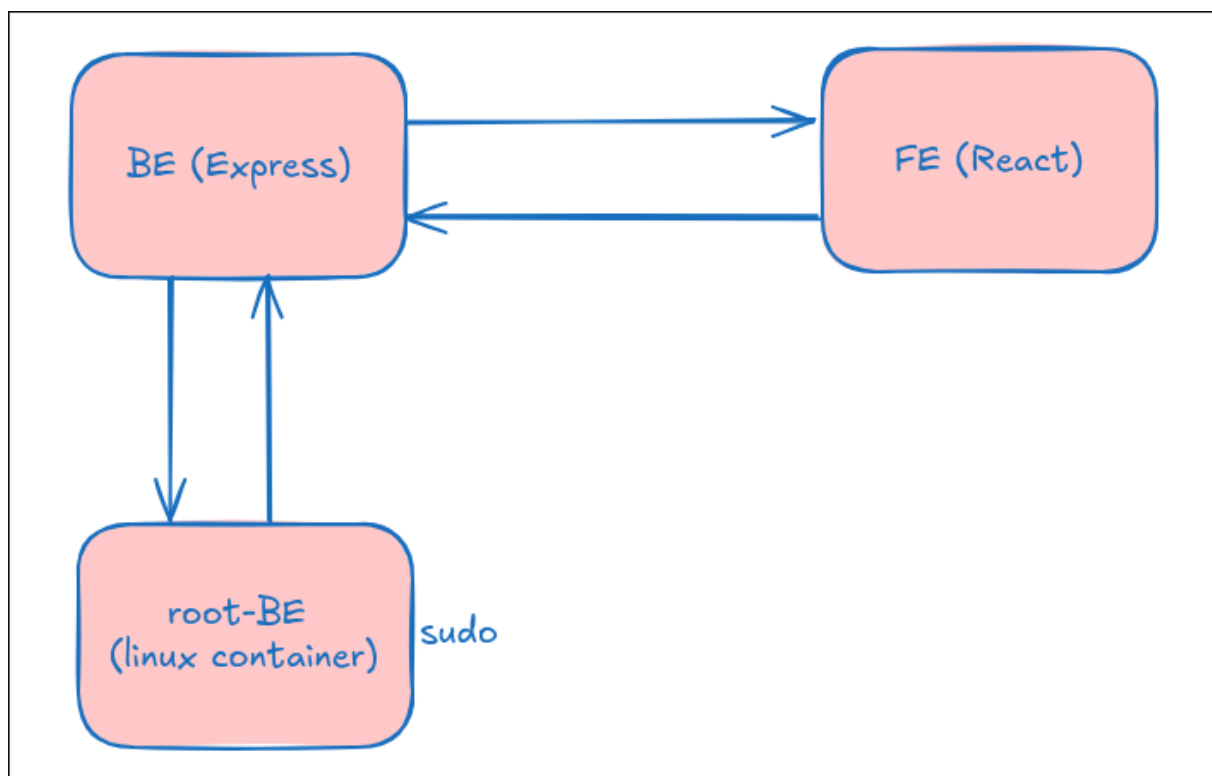 BE (Express)
FE (React)
root-BE
(linux container)
sudo